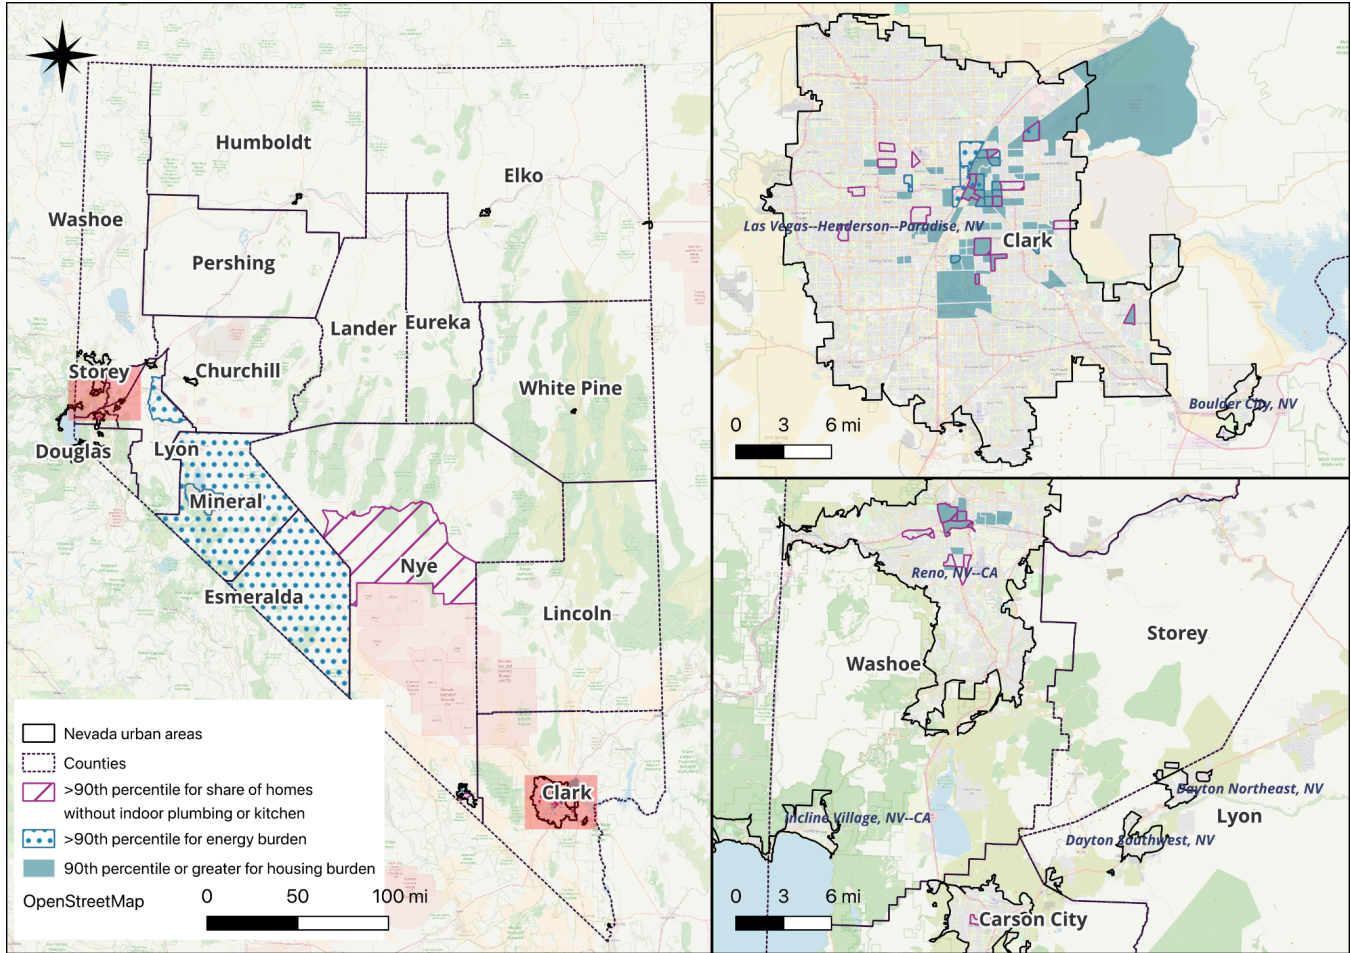 Humboldt
Elko
Washoe
Pershing
Lander
Eureka
Storey
Churchill
White Pine
Douglas
Lyon
Mineral
Nye
Esmeralda
Lincoln
Clark
Nevada urban areas
Counties
>90th percentile for share of homes
without indoor plumbing or kitchen
>90th percentile for energy burden
90th percentile or greater for housing burden
OpenStreetMap
0 50 100 mi
Las Vegas--Henderson--Paradise, NV
Clark
Boulder City, NV
0 3 6 mi
Reno, NV--CA
Storey
Washoe
Dayton Northeast, NV
Incline Village, NV--CA
Lyon
Dayton Southwest, NV
0 3 6 mi
Carson City